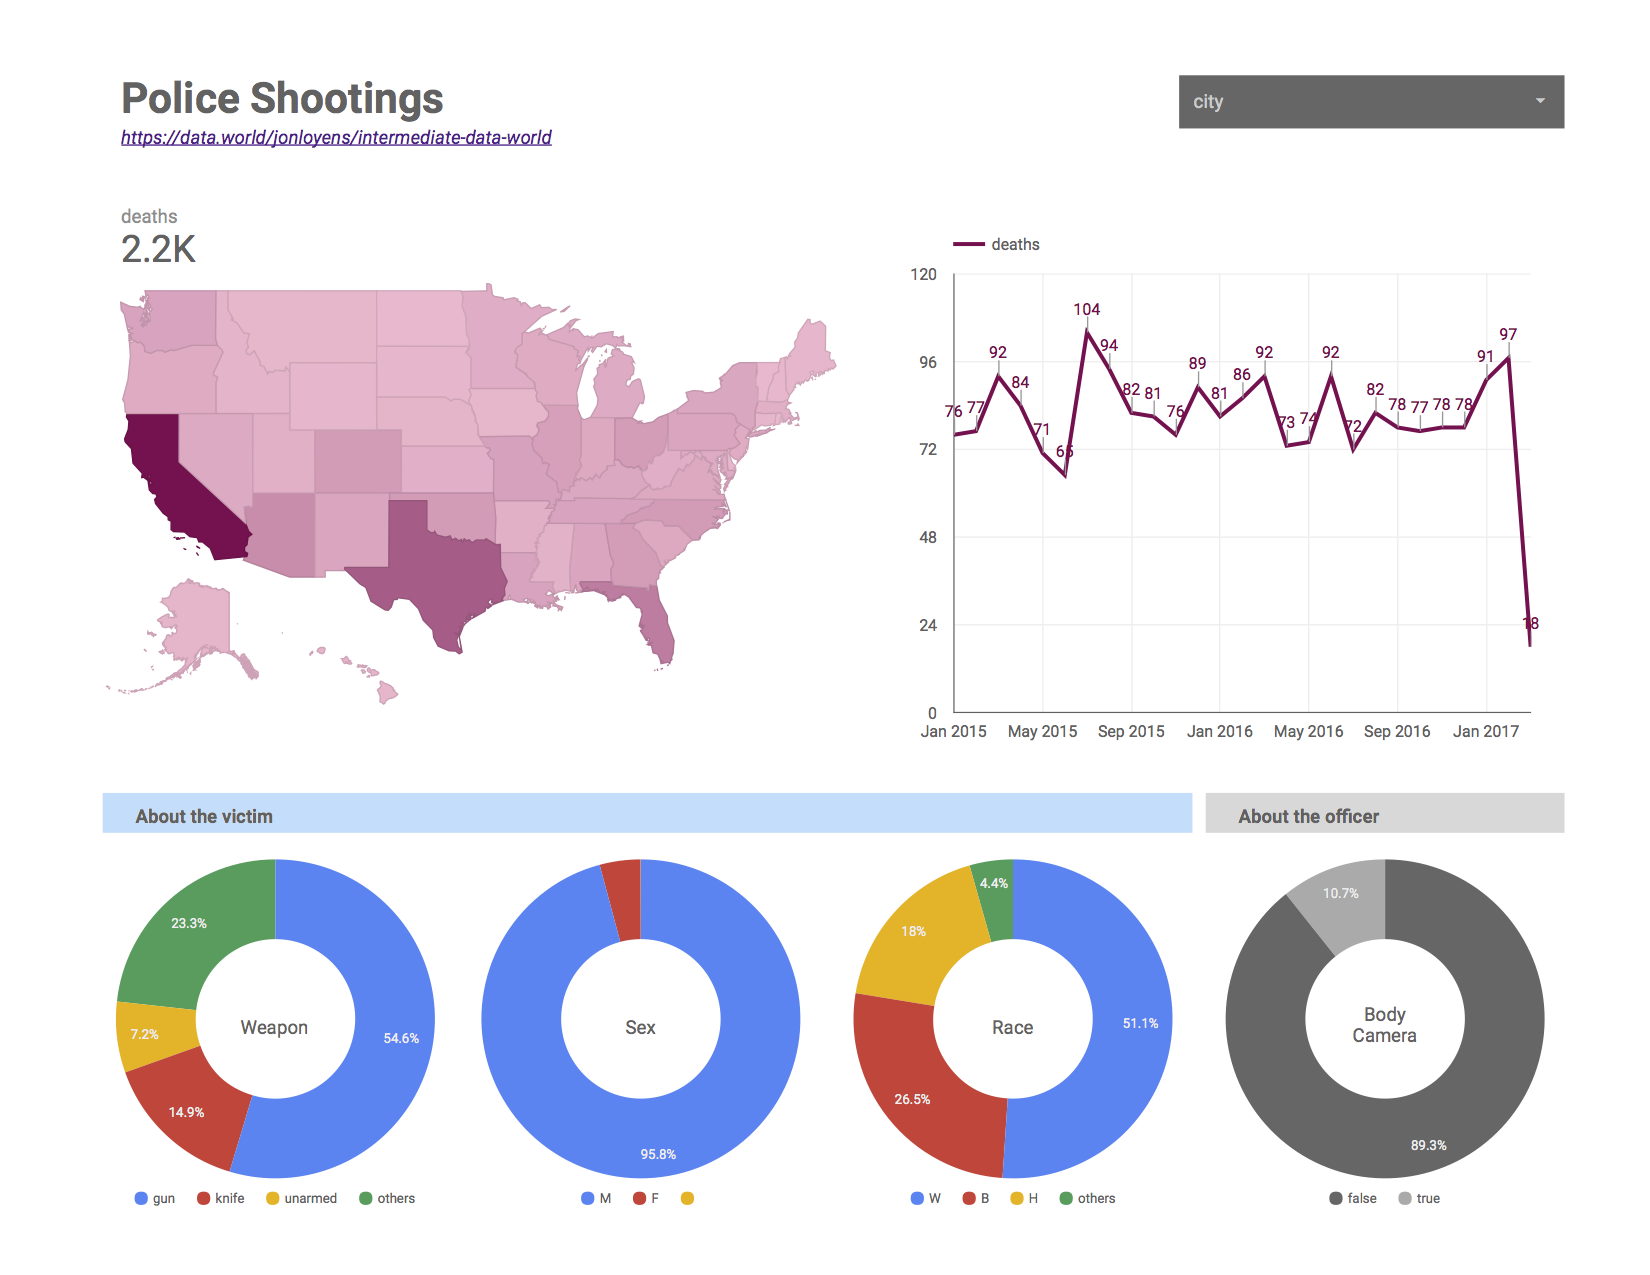 Police Shootings
city
https://data.world/jonloyens/intermediate-data-world
deaths
2.2K
deaths
120
96
72
48
24
0
76 77 92 84 71 65 104 94 82 81 76 89 81 86 92 73 74 92 72 82 78 77 78 78 91 97 18
Jan 2015 May 2015 Sep 2015 Jan 2016 May 2016 Sep 2016 Jan 2017
About the victim
About the officer
23.3%
7.2%
14.9%
54.6%
Weapon
gun knife unarmed others
Sex
95.8%
M F
4.4%
18%
26.5%
51.1%
Race
W B H others
10.7%
Body
Camera
89.3%
false true